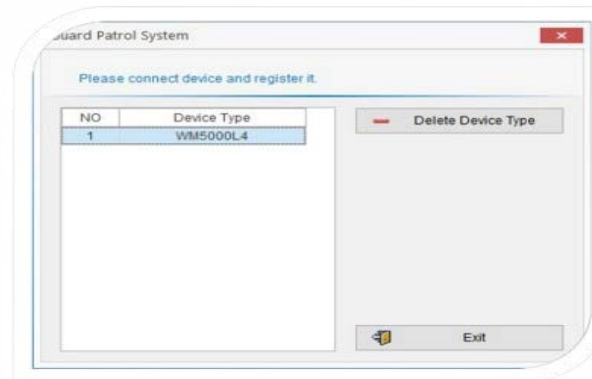 uard Patrol System
Please connect device and register it.
NO Device Type
1 WM5000L4
Delete Device Type
Exit